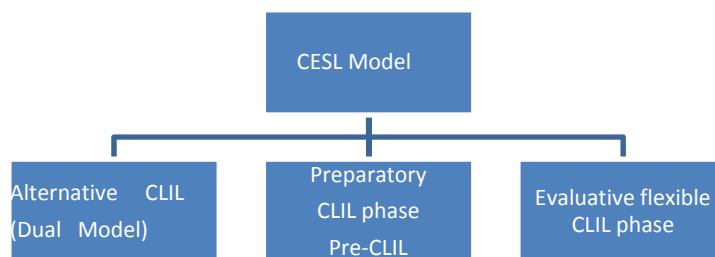 CESL Model
Alternative CLIL
(Dual Model)
Preparatory
CLIL phase
Pre-CLIL
Evaluative flexible
CLIL phase